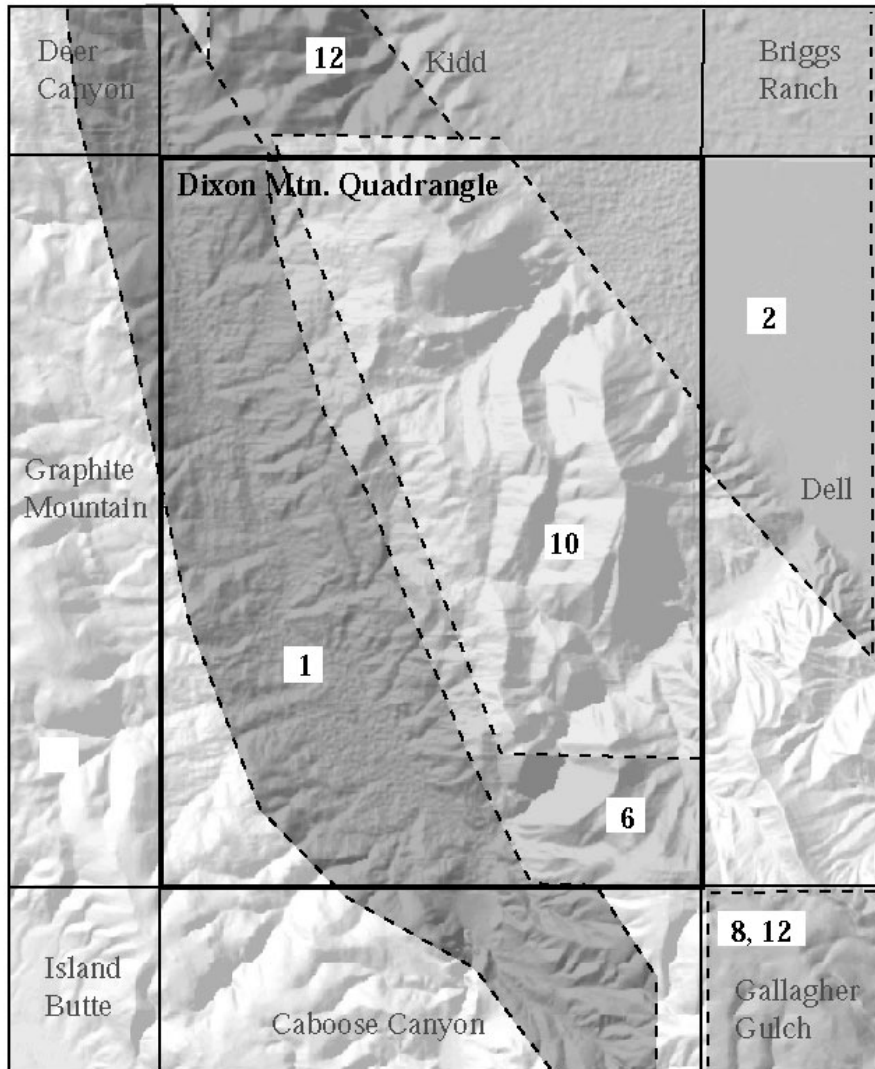 Deer
Canyon
12
Kidd
Briggs
Ranch
Dixon Mtn. Quadrangle
2
Graphite
Mountain
Dell
10
1
6
8, 12
Island
Butte
Caboose Canyon
Gallagher
Gulch